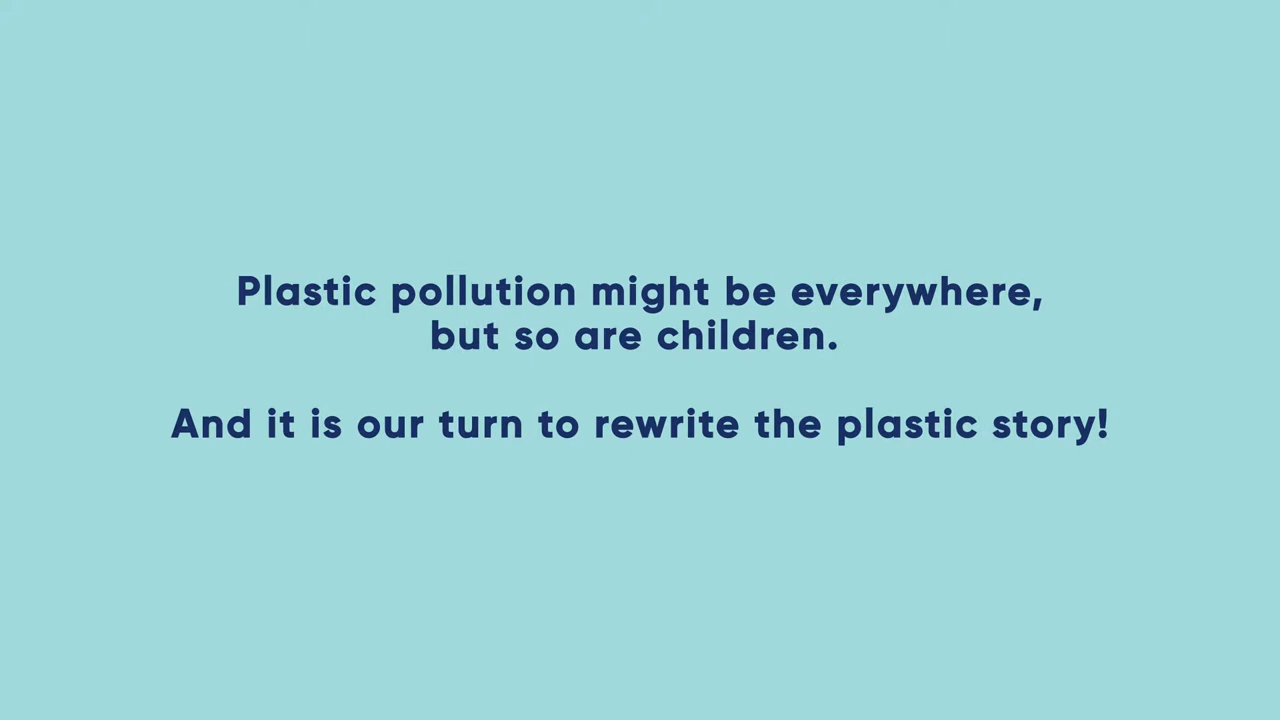 Plastic pollution might be everywhere,
but so are children.
And it is our turn to rewrite the plastic story!